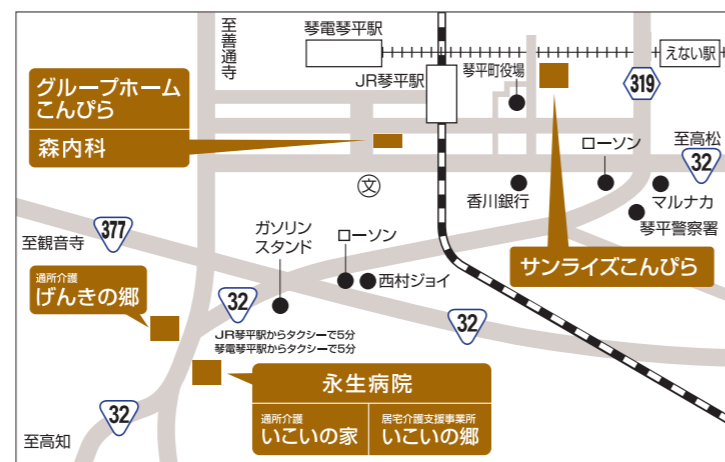 至善通寺
琴電琴平駅
えない駅
JR琴平駅
琴平町役場
319
グループホーム
こんぴら
森内科
至高松
32
ローソン
文
香川銀行
マルナカ
琴平警察署
377
至観音寺
ガソリン
スタンド
ローソン
西村ジョイ
サンライズこんぴら
通所介護
げんきの郷
32
32
JR琴平駅からタクシーで5分
琴電琴平駅からタクシーで5分
永生病院
通所介護
いこいの家
居宅介護支援事業所
いこいの郷
32
至高知